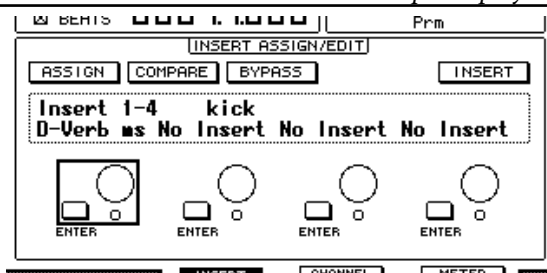 BEATS
Prm
INSERT ASSIGN/EDIT
ASSIGN COMPARE BYPASS INSERT
Insert 1-4 kick
D-Verb ms No Insert No Insert No Insert
ENTER ENTER ENTER ENTER
INSERT CHANNEL METER